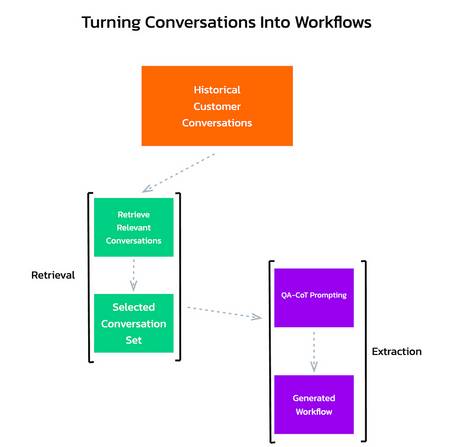 Turning Conversations Into Workflows
Historical
Customer
Conversations
Retrieve
Relevant
Conversations
Retrieval
Selected
Conversation
Set
QA-CoT Prompting
Extraction
Generated
Workflow